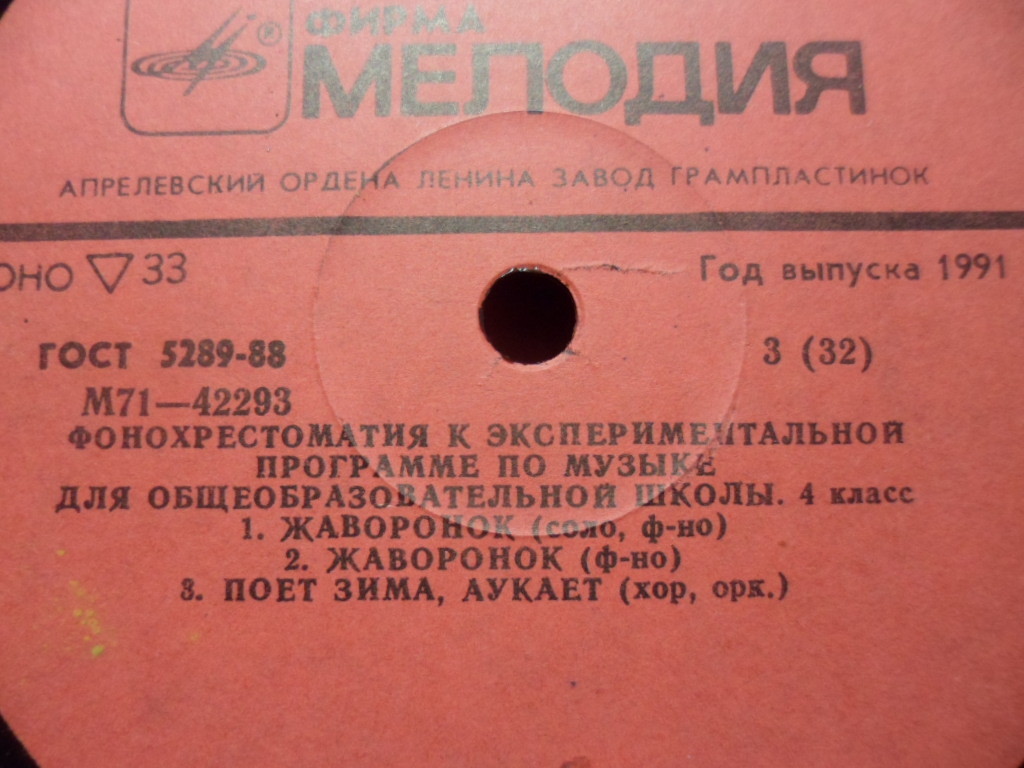 ФИРМА
МЕЛОДИЯ
АПРЕЛЕВСКИЙ ОРДЕНА ЛЕНИНА ЗАВОД ГРАМПЛАСТИНОК
ОНО 33 Год выпуска 1991
ГОСТ 5289-88 3 (32)
М71—42293
ФОНОХРЕСТОМАТИЯ К ЭКСПЕРИМЕНТАЛЬНОЙ
ПРОГРАММЕ ПО МУЗЫКЕ
ДЛЯ ОБЩЕОБРАЗОВАТЕЛЬНОЙ ШКОЛЫ. 4 класс
1. ЖАВОРОНОК (соло, ф-но)
2. ЖАВОРОНОК (ф-но)
3. ПОЕТ ЗИМА, АУКАЕТ (хор, орк.)